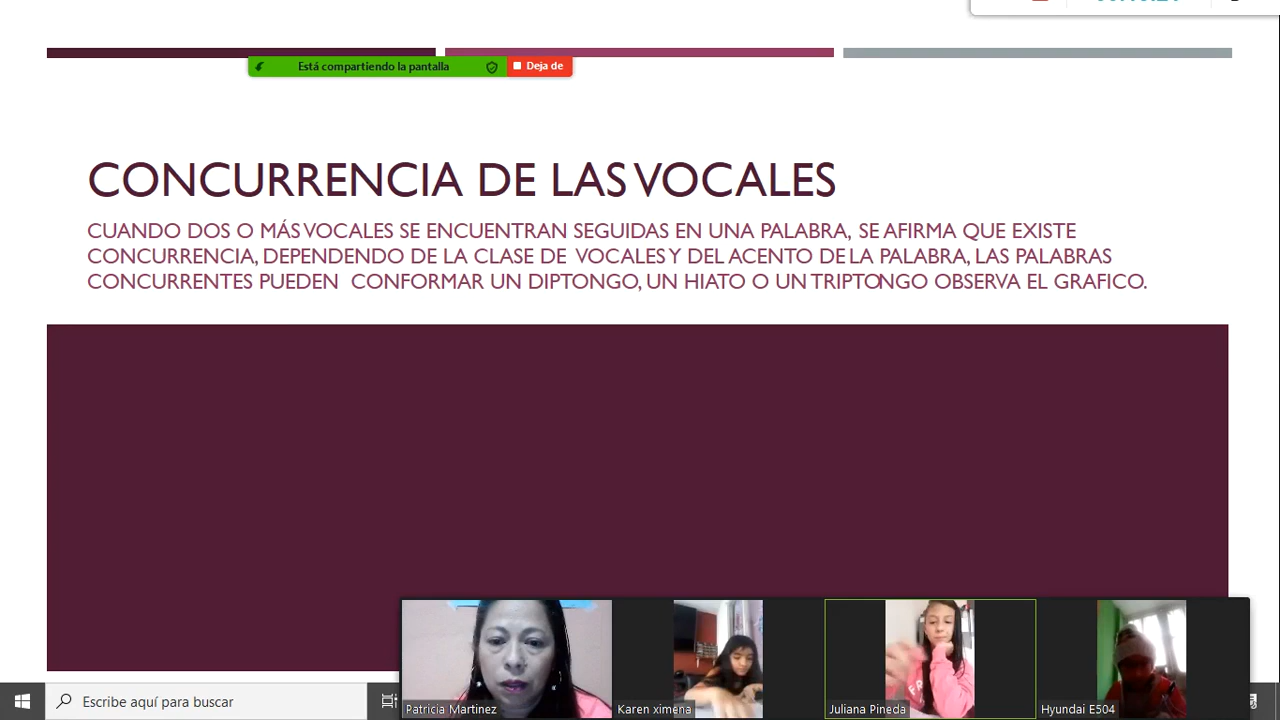 Está compartiendo la pantalla
Deja de
CONCURRENCIA DE LAS VOCALES
CUANDO DOS O MÁS VOCALES SE ENCUENTRAN SEGUIDAS EN UNA PALABRA, SE AFIRMA QUE EXISTE
CONCURRENCIA, DEPENDENDO DE LA CLASE DE VOCALES Y DEL ACENTO DE LA PALABRA, LAS PALABRAS
CONCURRENTES PUEDEN CONFORMAR UN DIPTONGO, UN HIATO O UN TRIPTONGO OBSERVA EL GRAFICO.
Patricia Martinez
Karen ximena
Juliana Pineda
Hyundai E504
Escribe aquí para buscar